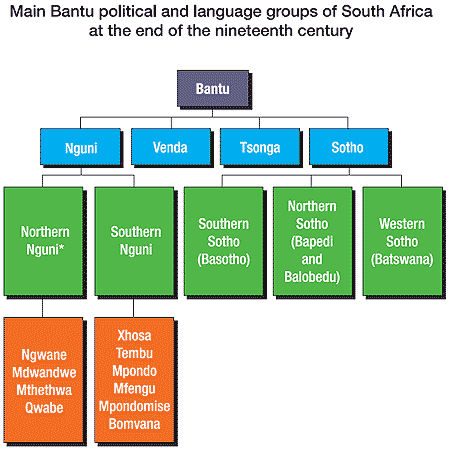 Main Bantu political and language groups of South Africa
at the end of the nineteenth century
Bantu
Nguni
Venda
Tsonga
Sotho
Northern
Nguni*
Southern
Nguni
Southern
Sotho
(Basotho)
Northern
Sotho
(Bapedi
and
Balobedu)
Western
Sotho
(Batswana)
Ngwane
Mdwandwe
Mthethwa
Qwabe
Xhosa
Tembu
Mpondo
Mfengu
Mpondomise
Bomvana